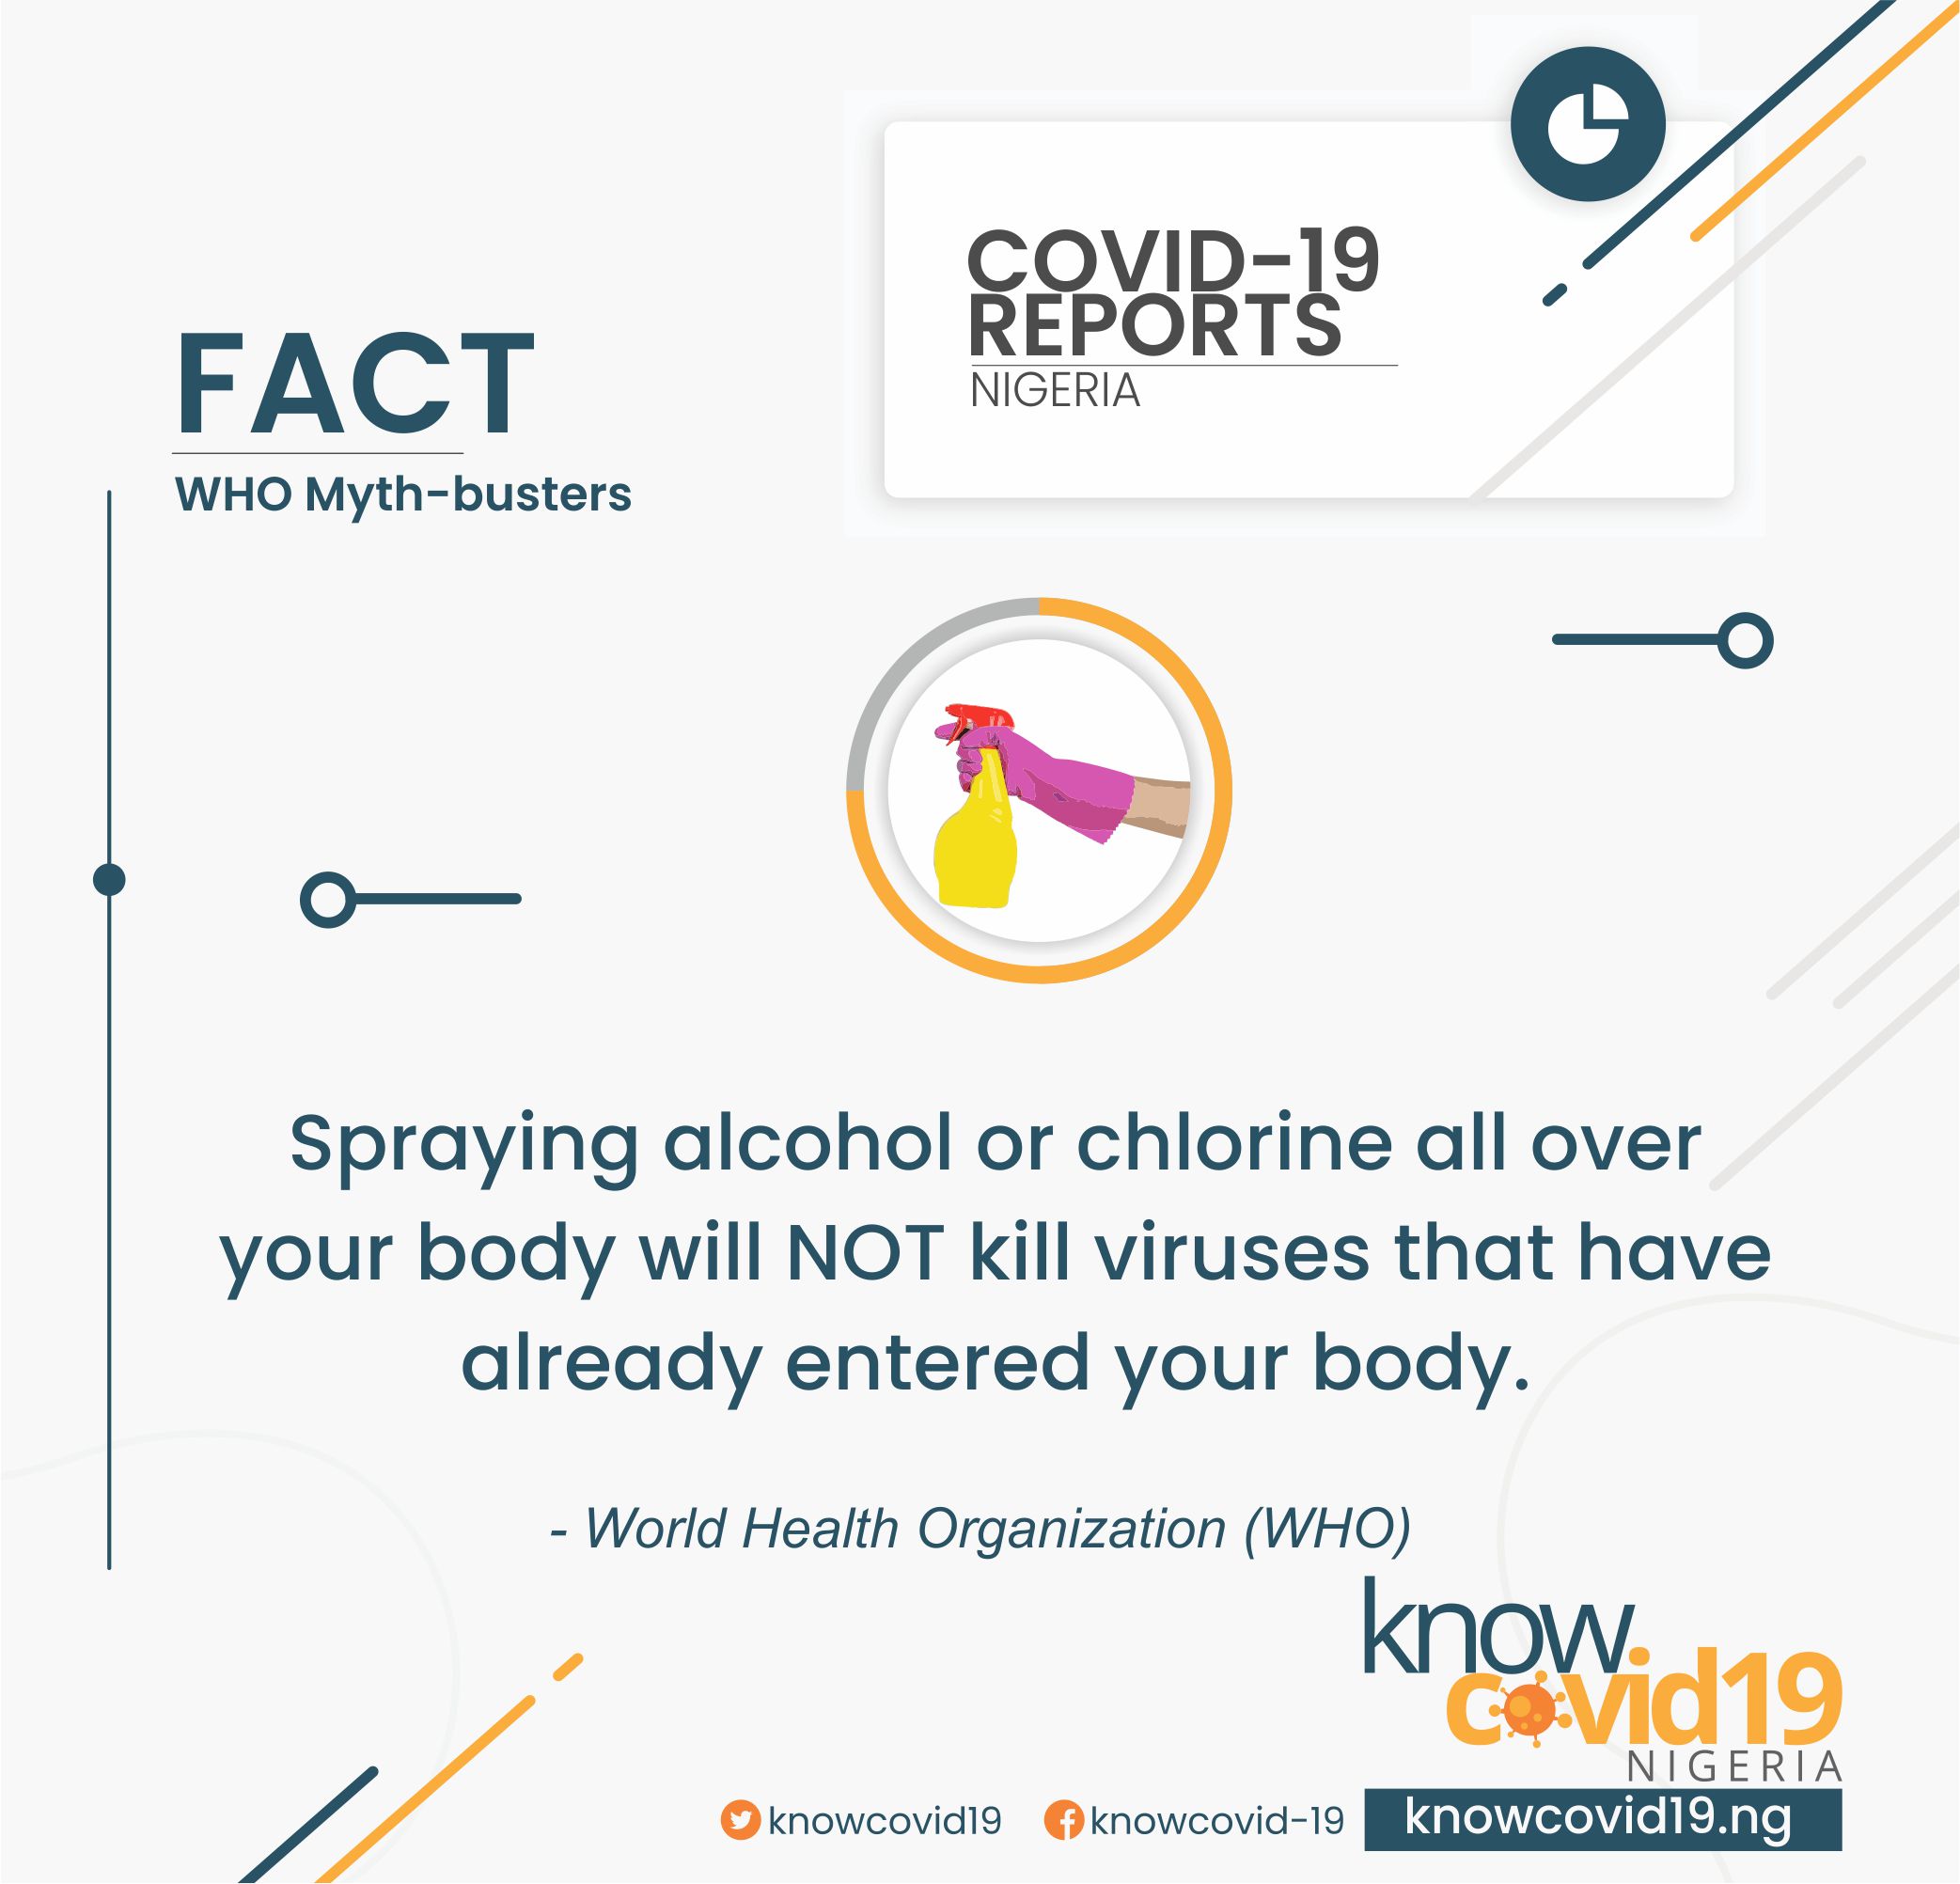 COVID-19
REPORTS
NIGERIA
FACT
WHO Myth-busters
Spraying alcohol or chlorine all over
your body will NOT kill viruses that have
already entered your body.
- World Health Organization (WHO)
know
covid19
NIGERIA
knowcovid19 knowcovid-19 knowcovid19.ng